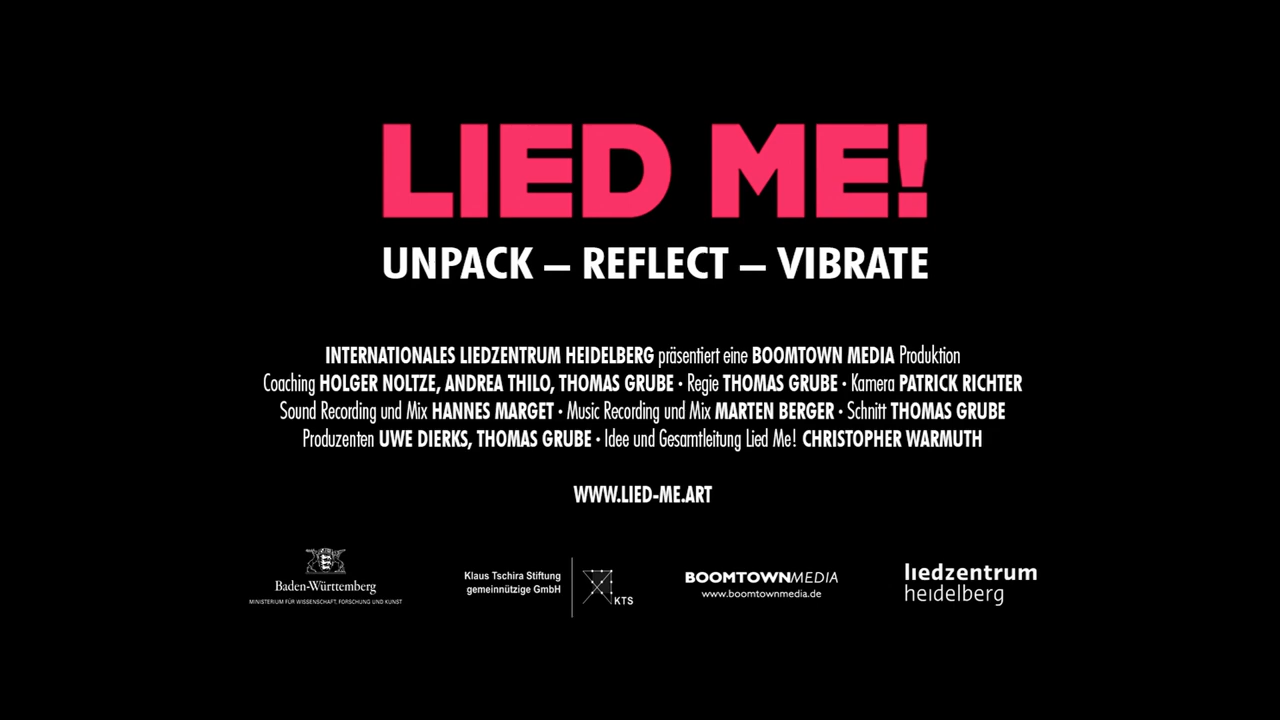 LIED ME!
UNPACK – REFLECT – VIBRATE
INTERNATIONALES LIEDZENTRUM HEIDELBERG präsentiert eine BOOMTOWN MEDIA Produktion
Coaching HOLGER NOLTZE, ANDREA THILO, THOMAS GRUBE • Regie THOMAS GRUBE • Kamera PATRICK RICHTER
Sound Recording und Mix HANNES MARGET • Music Recording und Mix MARTEN BERGER • Schnitt THOMAS GRUBE
Produzenten UWE DIERKS, THOMAS GRUBE • Idee und Gesamtleitung Lied Me! CHRISTOPHER WARMUTH
WWW.LIED-ME.ART
Baden-Württemberg
MINISTERIUM FÜR WISSENSCHAFT, FORSCHUNG UND KUNST
Klaus Tschira Stiftung
gemeinnützige GmbH
KTS
BOOMTOWNMEDIA
www.boomtownmedia.de
liedzentrum
heidelberg